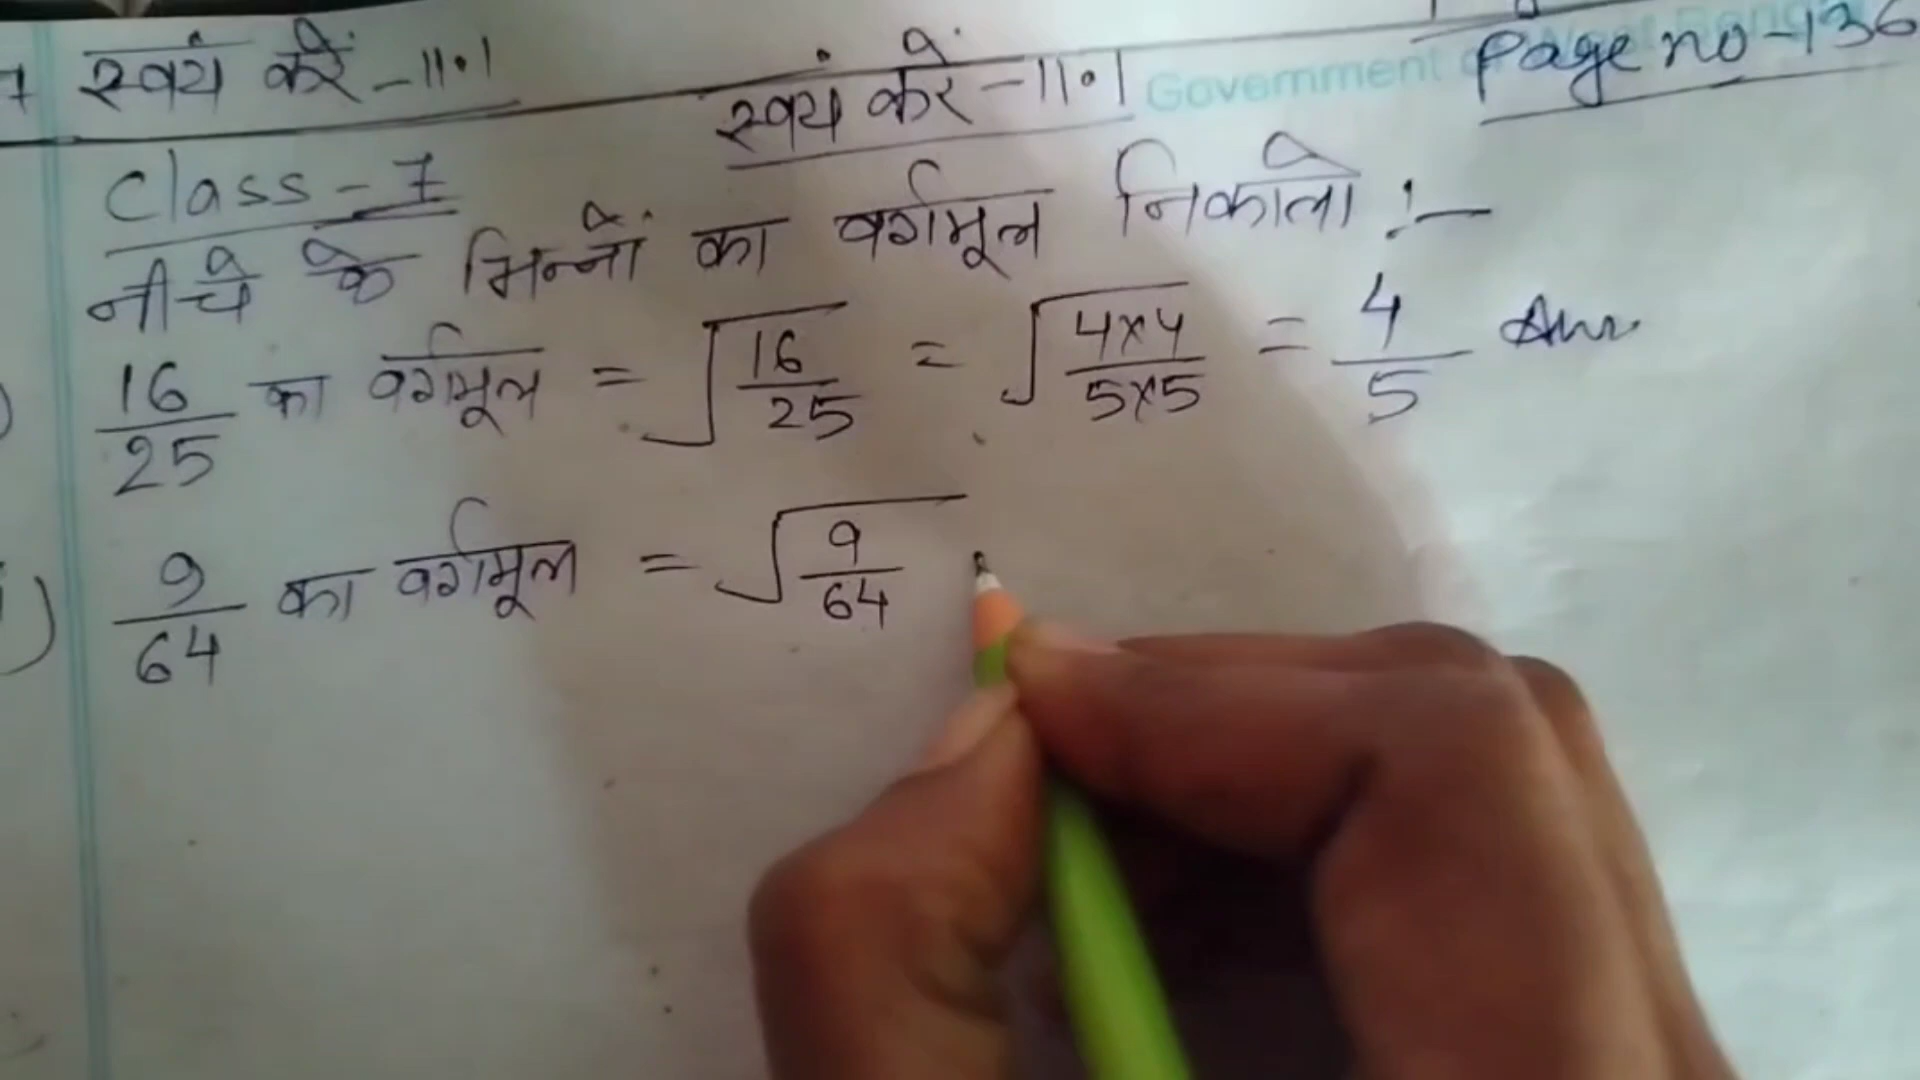 7 स्वयं करें - 11.1
स्वयं करें - 11.1
Government
Page no - 136
Class - 7
नीचे के भिन्नों का वर्गमूल निकालो :-
16/25 का वर्गमूल = √16/25 = √4×4/5×5 = 4/5 Ans
i) 9/64 का वर्गमूल = √9/64